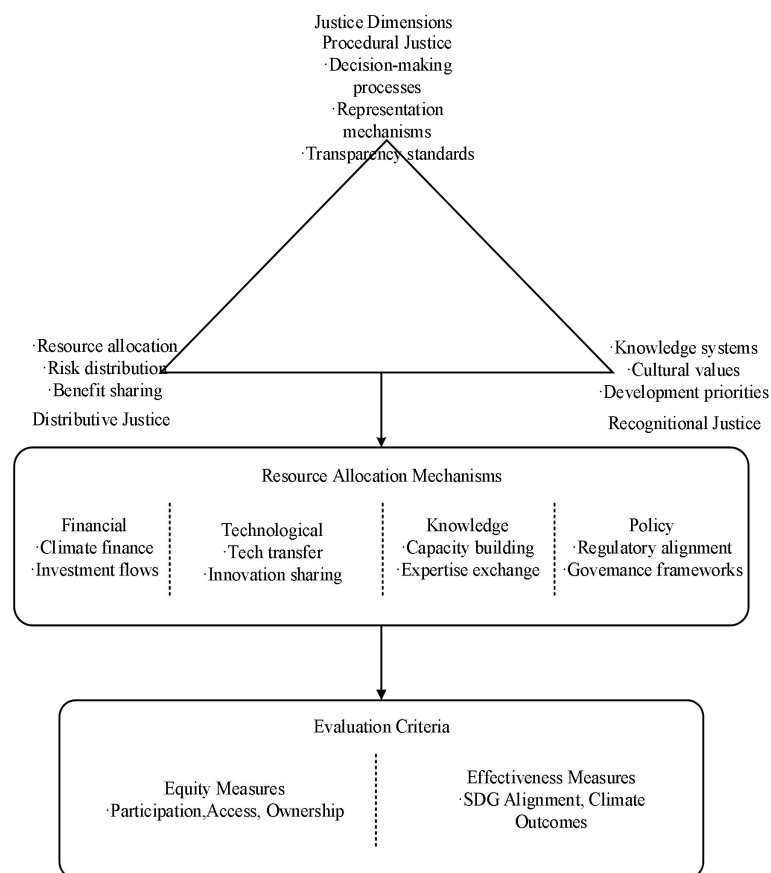 Justice Dimensions
Procedural Justice
·Decision-making
processes
·Representation
mechanisms
·Transparency standards
·Resource allocation
·Risk distribution
·Benefit sharing
Distributive Justice
·Knowledge systems
·Cultural values
·Development priorities
Recognitional Justice
Resource Allocation Mechanisms
Financial
·Climate finance
·Investment flows
Technological
·Tech transfer
·Innovation sharing
Knowledge
·Capacity building
·Expertise exchange
Policy
·Regulatory alignment
·Governance frameworks
Evaluation Criteria
Equity Measures
·Participation,Access, Ownership
Effectiveness Measures
·SDG Alignment, Climate
Outcomes